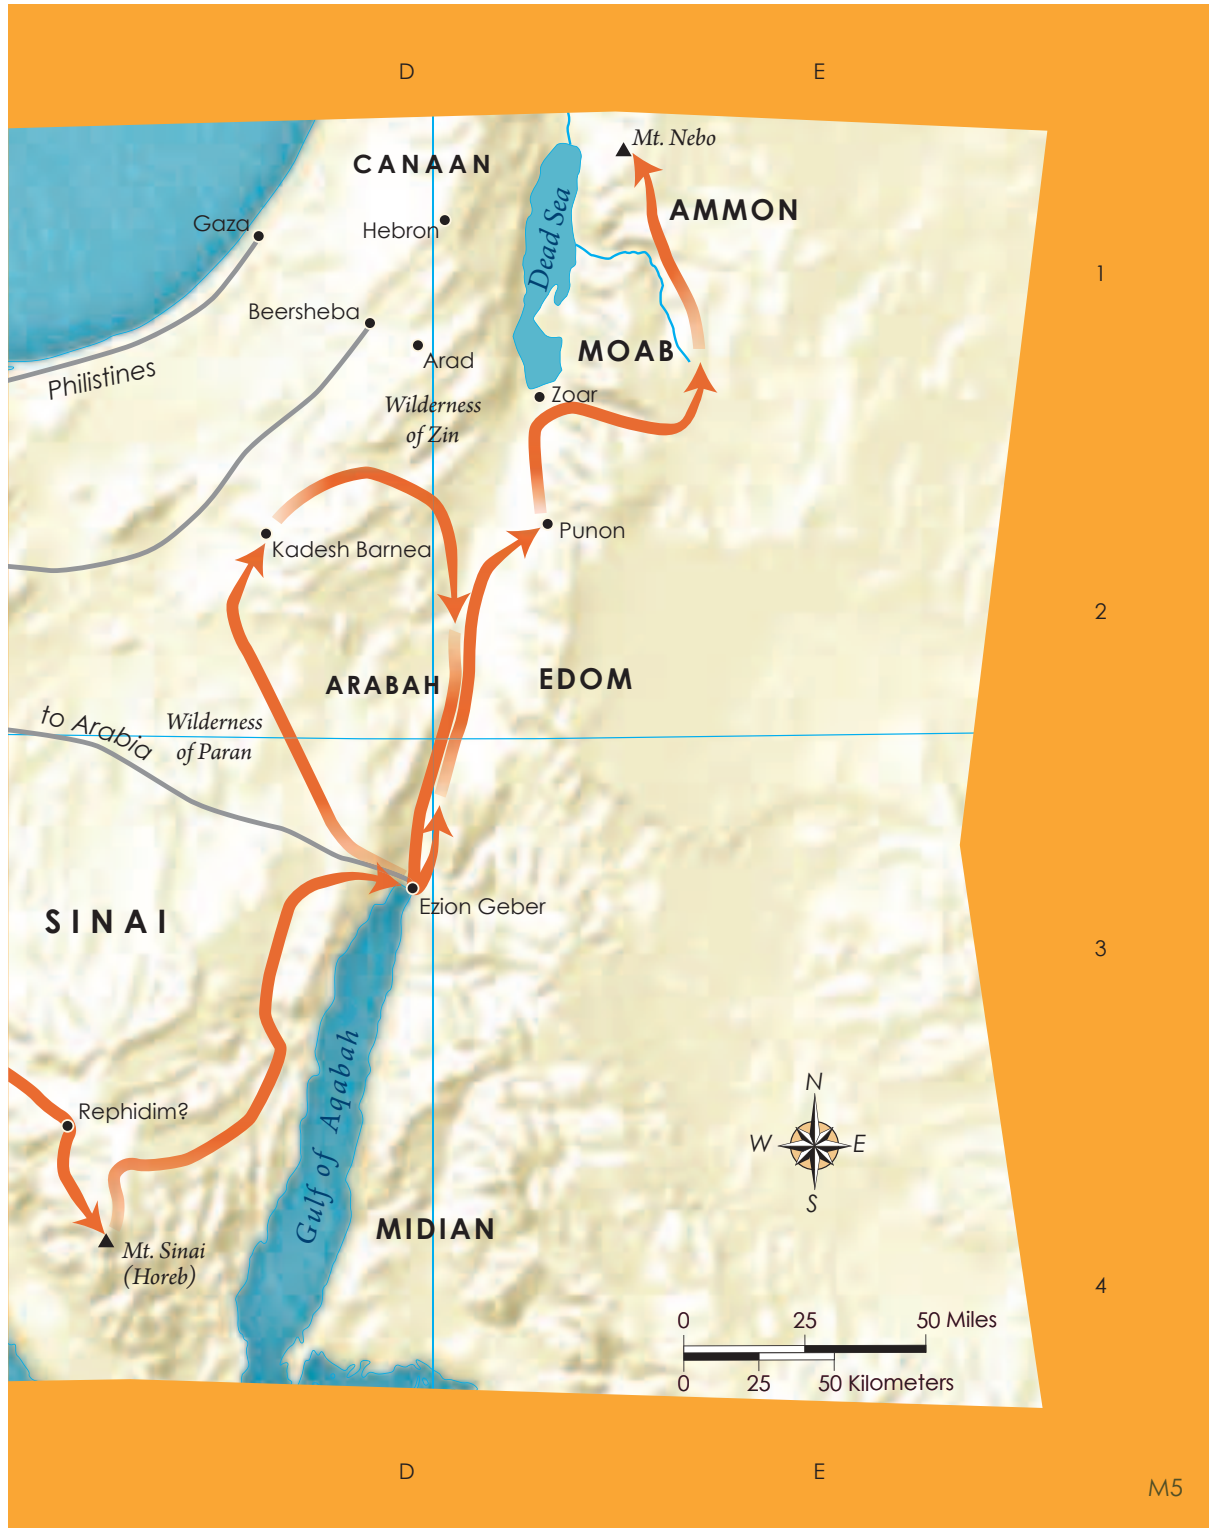 D
E
Mt. Nebo
CANAAN
AMMON
Gaza
Hebron
Dead Sea
1
Beersheba
MOAB
Arad
Philistines
Zoar
Wilderness
of Zin
Punon
Kadesh Barnea
2
EDOM
ARABAH
to Arabia
Wilderness
of Paran
Ezion Geber
SINAI
3
Gulf of Aqabah
N
Rephidim?
W
E
S
MIDIAN
Mt. Sinai
(Horeb)
4
0 25 50 Miles
0 25 50 Kilometers
D
E
M5